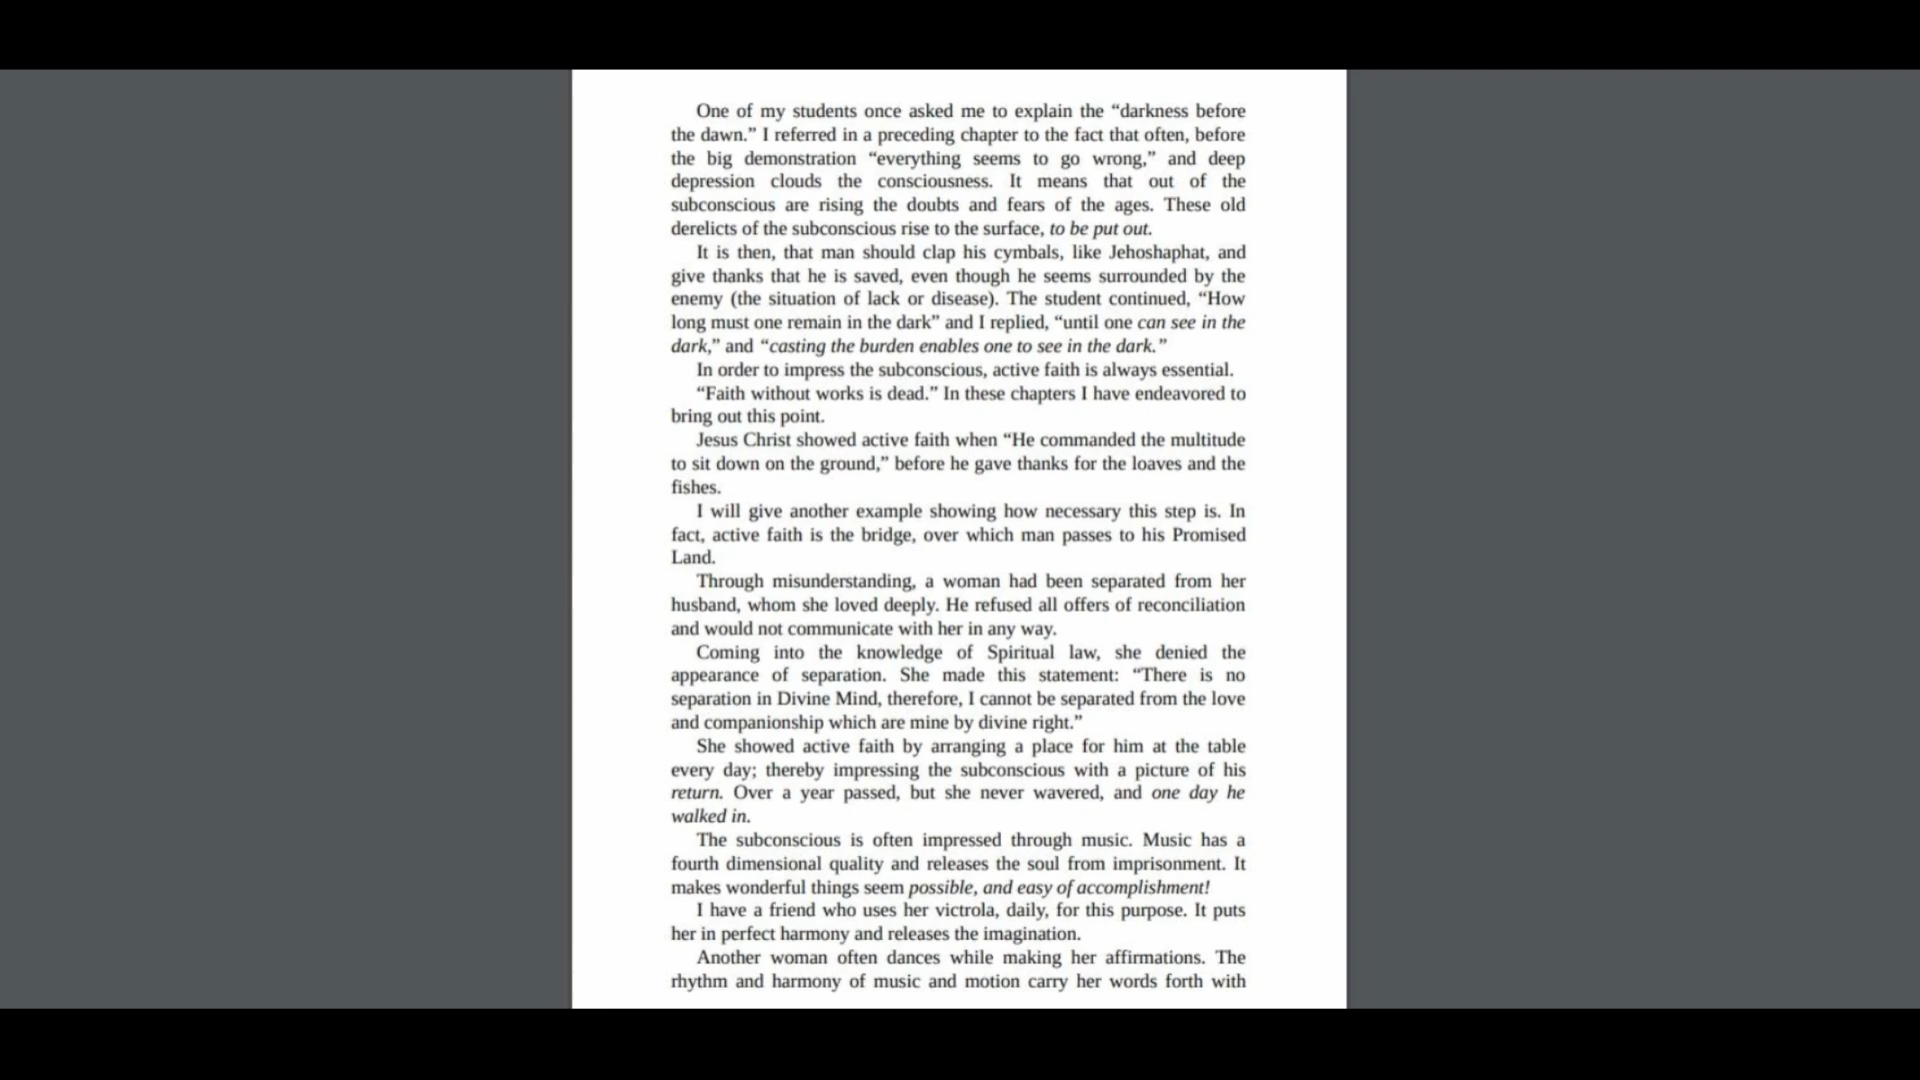 One of my students once asked me to explain the “darkness before
the dawn.” I referred in a preceding chapter to the fact that often, before
the big demonstration “everything seems to go wrong,” and deep
depression clouds the consciousness. It means that out of the
subconscious are rising the doubts and fears of the ages. These old
derelicts of the subconscious rise to the surface, to be put out.
It is then, that man should clap his cymbals, like Jehoshaphat, and
give thanks that he is saved, even though he seems surrounded by the
enemy (the situation of lack or disease). The student continued, “How
long must one remain in the dark” and I replied, “until one can see in the
dark,” and “casting the burden enables one to see in the dark.”
In order to impress the subconscious, active faith is always essential.
“Faith without works is dead.” In these chapters I have endeavored to
bring out this point.
Jesus Christ showed active faith when “He commanded the multitude
to sit down on the ground,” before he gave thanks for the loaves and the
fishes.
I will give another example showing how necessary this step is. In
fact, active faith is the bridge, over which man passes to his Promised
Land.
Through misunderstanding, a woman had been separated from her
husband, whom she loved deeply. He refused all offers of reconciliation
and would not communicate with her in any way.
Coming into the knowledge of Spiritual law, she denied the
appearance of separation. She made this statement: “There is no
separation in Divine Mind, therefore, I cannot be separated from the love
and companionship which are mine by divine right.”
She showed active faith by arranging a place for him at the table
every day; thereby impressing the subconscious with a picture of his
return. Over a year passed, but she never wavered, and one day he
walked in.
The subconscious is often impressed through music. Music has a
fourth dimensional quality and releases the soul from imprisonment. It
makes wonderful things seem possible, and easy of accomplishment!
I have a friend who uses her victrola, daily, for this purpose. It puts
her in perfect harmony and releases the imagination.
Another woman often dances while making her affirmations. The
rhythm and harmony of music and motion carry her words forth with